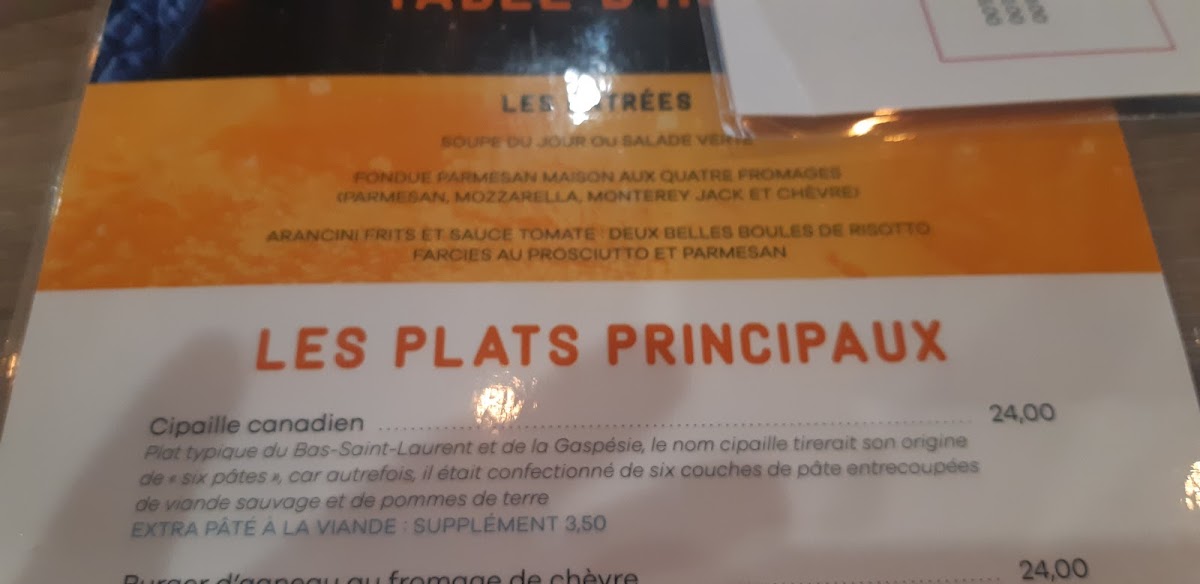 TABLE D'H
00
00
00
LES ENTRÉES
SOUPE DU JOUR OU SALADE VERTE
FONDUE PARMESAN MAISON AUX QUATRE FROMAGES
(PARMESAN, MOZZARELLA, MONTEREY JACK ET CHÈVRE)
ARANCINI FRITS ET SAUCE TOMATE : DEUX BELLES BOULES DE RISOTTO
FARCIES AU PROSCIUTTO ET PARMESAN
LES PLATS PRINCIPAUX
Cipaille canadien ........ 24,00
Plat typique du Bas-Saint-Laurent et de la Gaspésie, le nom cipaille tirerait son origine
de « six pâtes », car autrefois, il était confectionné de six couches de pâte entrecoupées
de viande sauvage et de pommes de terre
EXTRA PÂTÉ À LA VIANDE : SUPPLÉMENT 3,50
Burger d'agneau au fromage de chèvre ........ 24,00